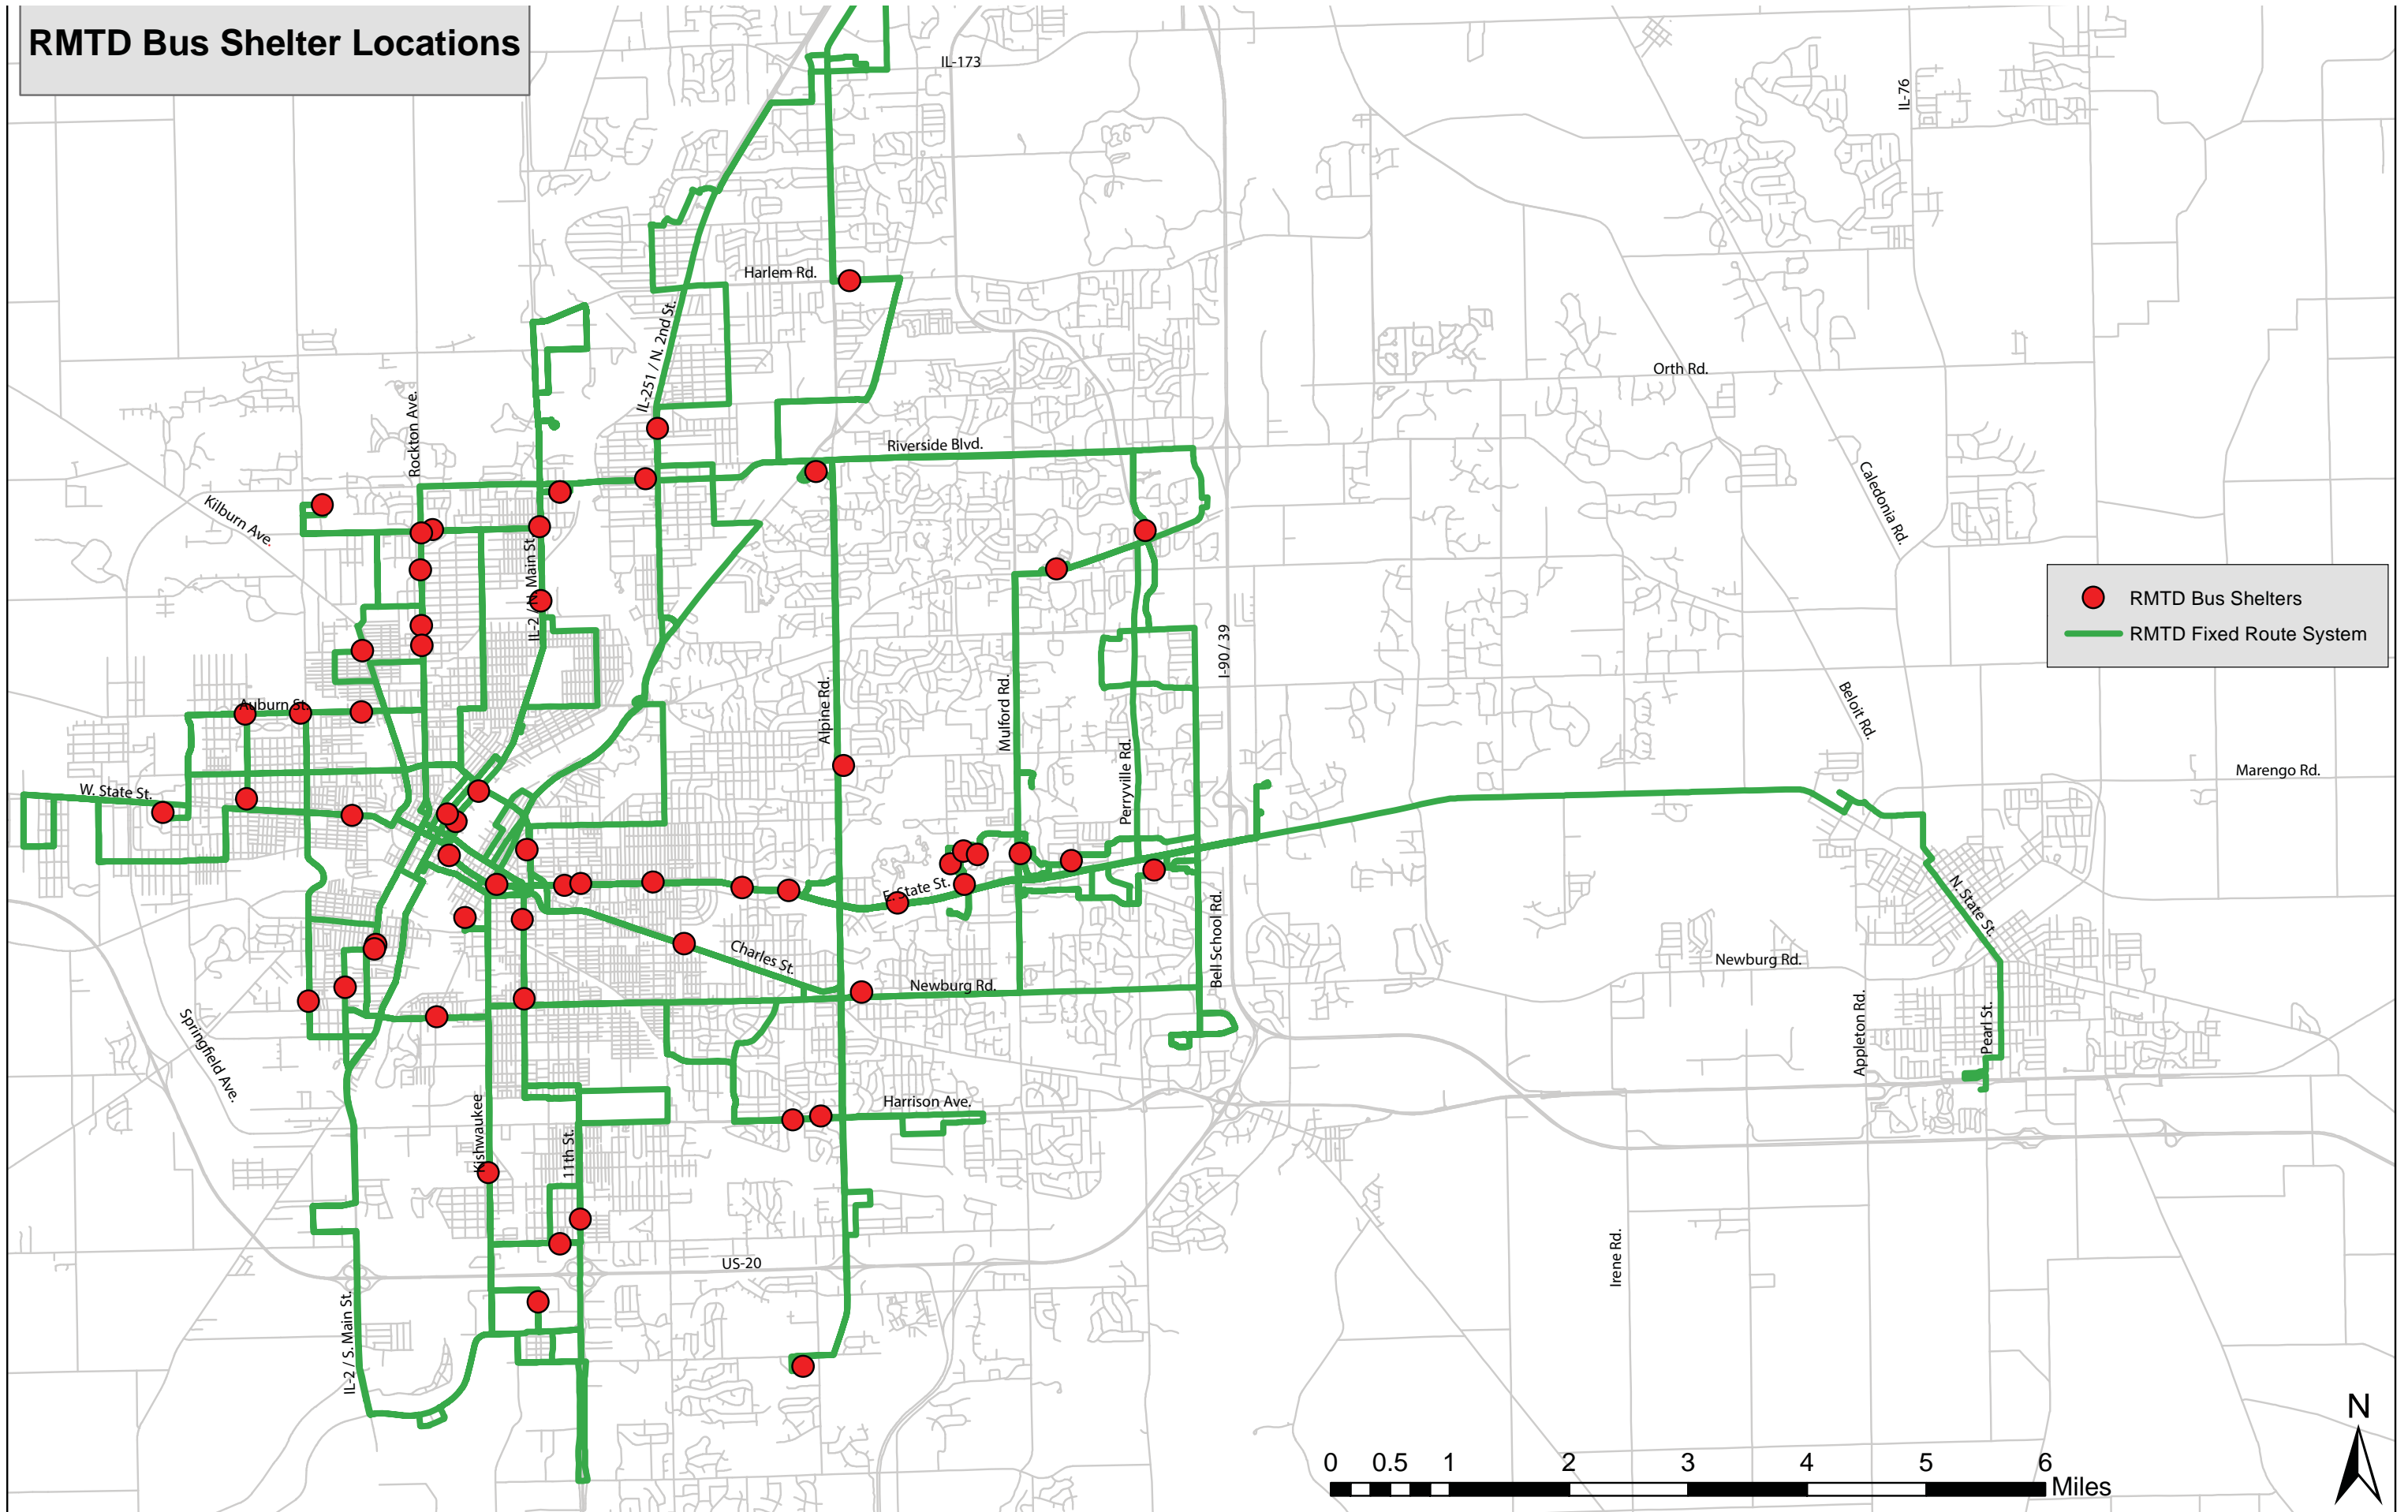 RMTD Bus Shelter Locations
IL-173
IL-76
Harlem Rd.
IL-251 / N. 2nd St.
Orth Rd.
Rockton Ave.
Riverside Blvd.
Caledonia Rd.
Kilburn Ave.
IL-2 / N. Main St.
RMTD Bus Shelters
RMTD Fixed Route System
I-90 / 39
Auburn St.
Alpine Rd.
Mulford Rd.
Perryville Rd.
Beloit Rd.
Marengo Rd.
W. State St.
E. State St.
N. State St.
Bell School Rd.
Charles St.
Newburg Rd.
Newburg Rd.
Appleton Rd.
Pearl St.
Springfield Ave.
Kishwaukee
11th St.
Harrison Ave.
US-20
Irene Rd.
IL-2 / S. Main St.
N
0 0.5 1 2 3 4 5 6
Miles